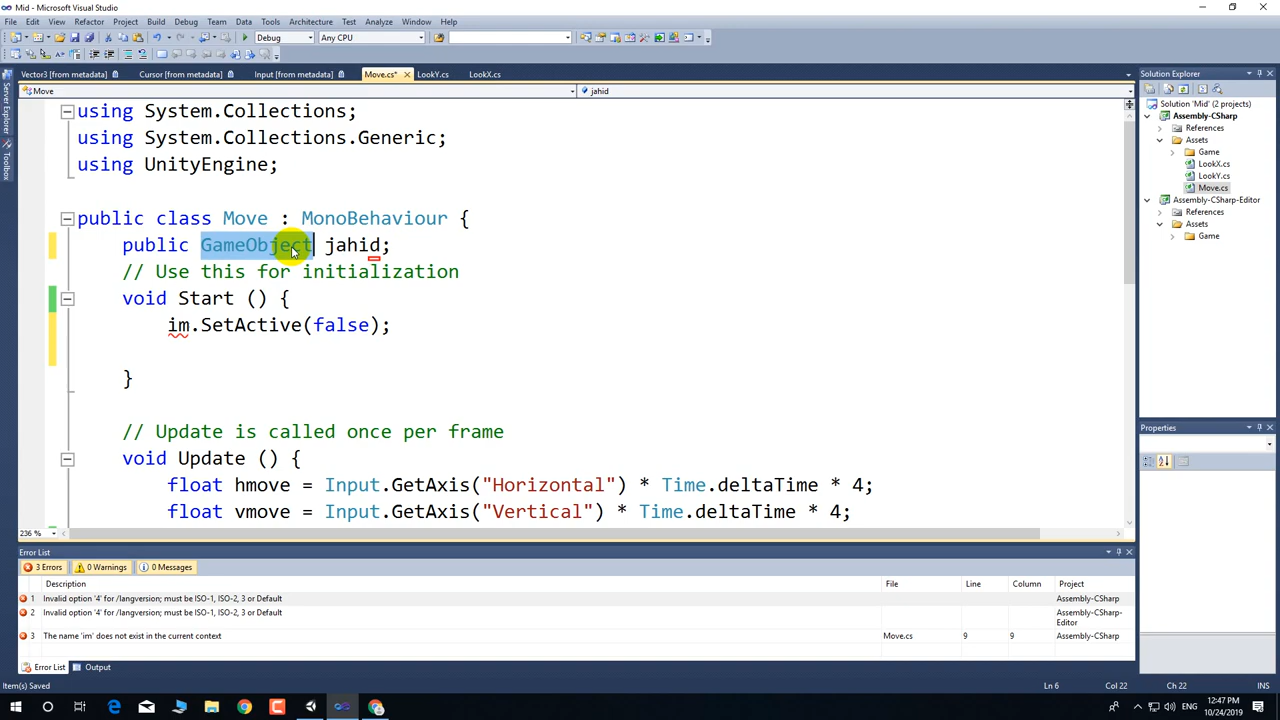 Mid - Microsoft Visual Studio
File Edit View Refactor Project Build Debug Team Data Tools Architecture Test Analyze Window Help
Debug Any CPU
Vector3 [from metadata] Cursor [from metadata] Input [from metadata] Move.cs* LookY.cs LookX.cs
Move jahid
Server Explorer
Toolbox
using System.Collections;
using System.Collections.Generic;
using UnityEngine;
public class Move : MonoBehaviour {
public GameObject jahid;
// Use this for initialization
void Start () {
im.SetActive(false);
}
// Update is called once per frame
void Update () {
float hmove = Input.GetAxis("Horizontal") * Time.deltaTime * 4;
float vmove = Input.GetAxis("Vertical") * Time.deltaTime * 4;
236 %
Solution Explorer
Solution 'Mid' (2 projects)
Assembly-CSharp
References
Assets
Game
LookX.cs
LookY.cs
Move.cs
Assembly-CSharp-Editor
References
Assets
Game
Properties
Error List
3 Errors 0 Warnings 0 Messages
Description File Line Column Project
1 Invalid option '4' for /langversion; must be ISO-1, ISO-2, 3 or Default Assembly-CSharp
2 Invalid option '4' for /langversion; must be ISO-1, ISO-2, 3 or Default Assembly-CSharp-Editor
3 The name 'im' does not exist in the current context Move.cs 9 9 Assembly-CSharp
Error List Output
Item(s) Saved Ln 6 Col 22 Ch 22 INS
ENG 12:47 PM
10/24/2019